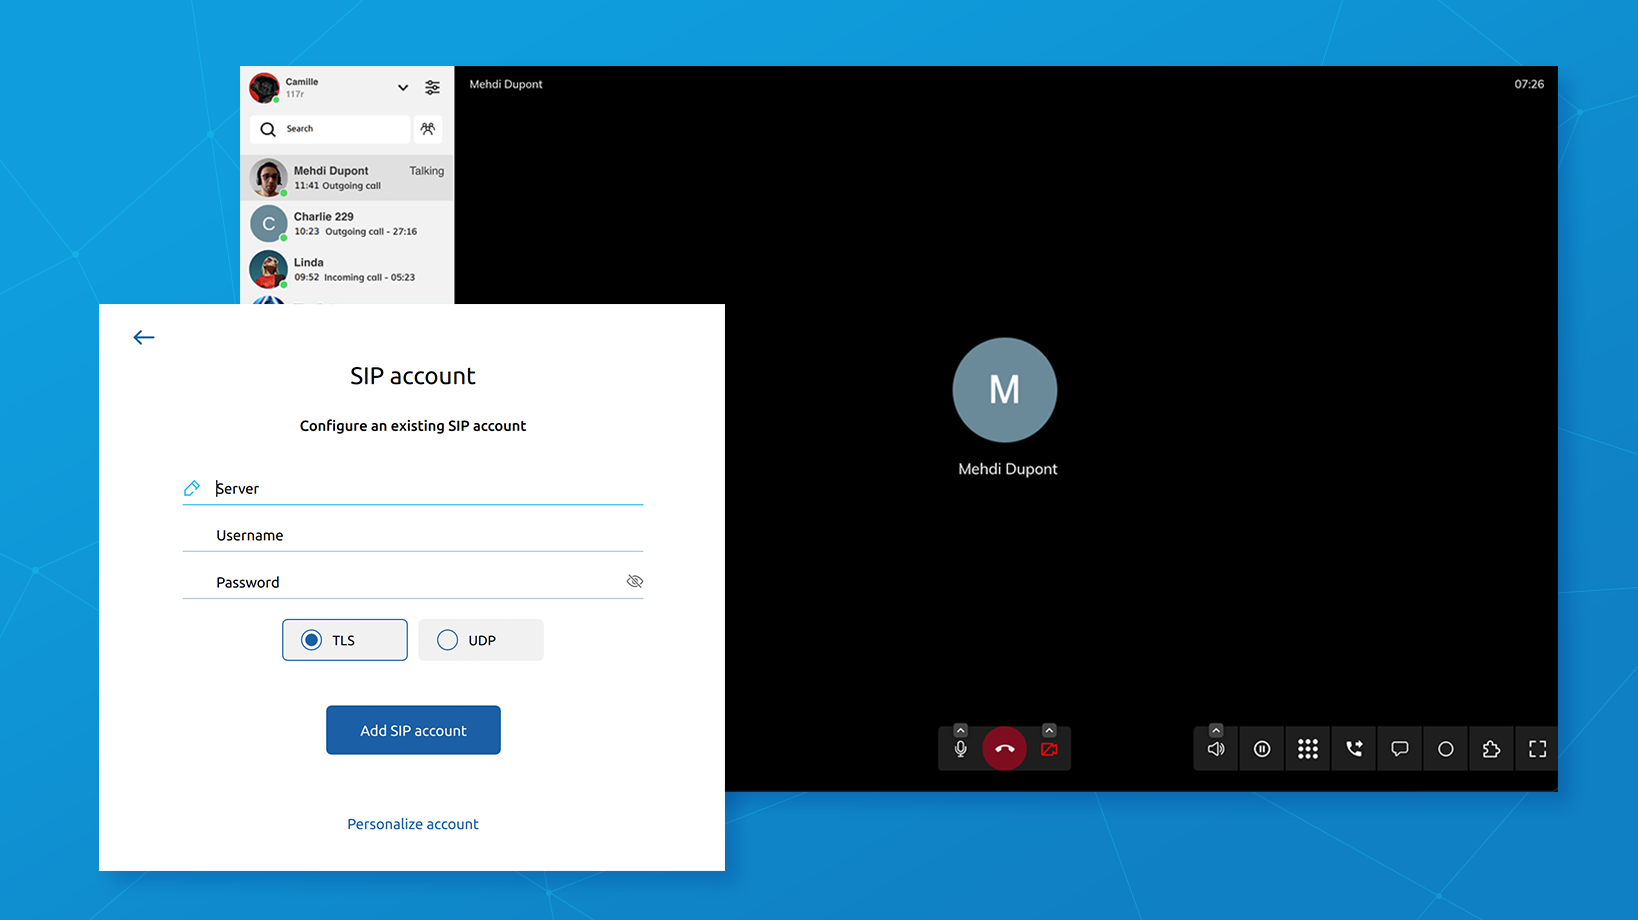 Camille
117r
Search
Mehdi Dupont Talking
11:41 Outgoing call
C
Charlie 229
10:23 Outgoing call - 27:16
Linda
09:52 Incoming call - 05:23
Mehdi Dupont
07:26
M
Mehdi Dupont
SIP account
Configure an existing SIP account
Server
Username
Password
TLS
UDP
Add SIP account
Personalize account